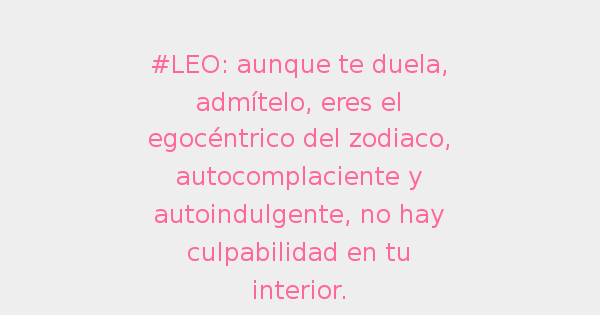 #LEO: aunque te duela,
admítelo, eres el
egocéntrico del zodiaco,
autocomplaciente y
autoindulgente, no hay
culpabilidad en tu
interior.